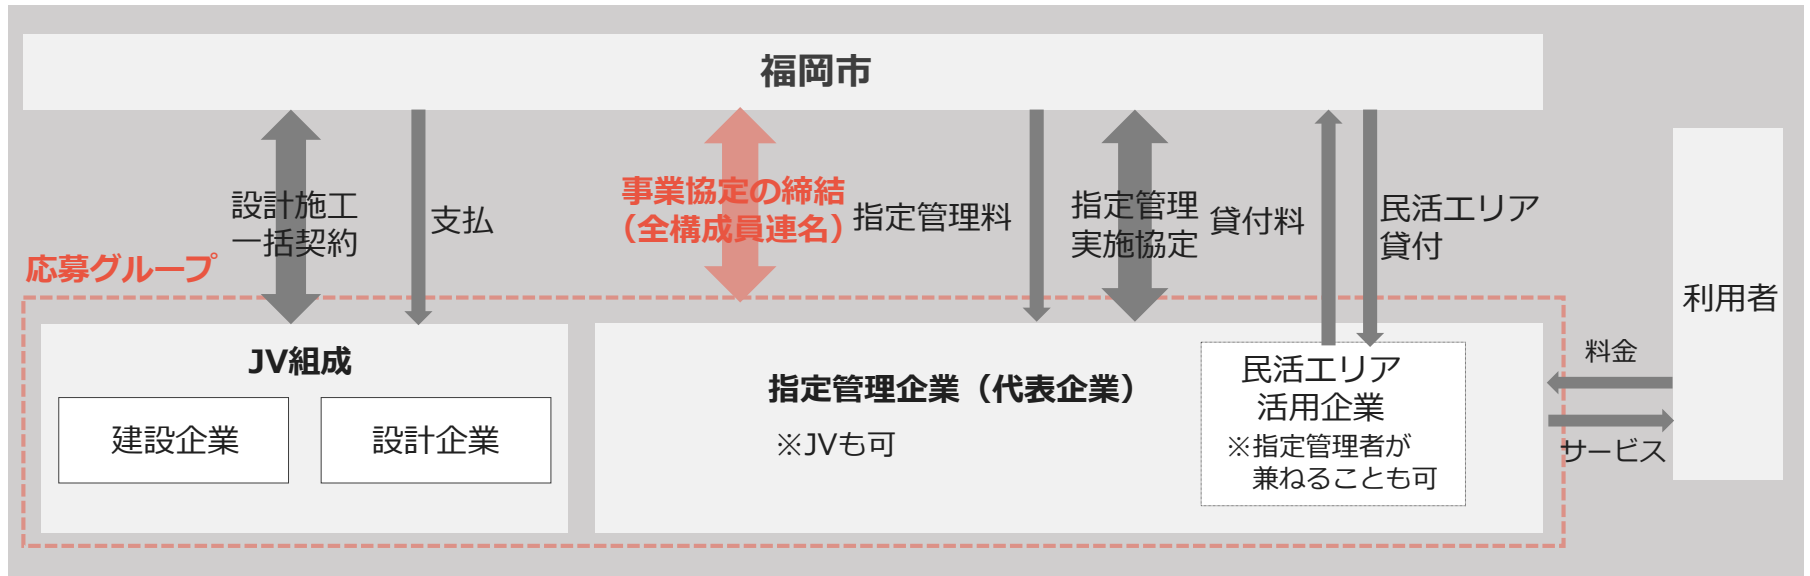 福岡市
設計施工
一括契約
支払
事業協定の締結
（全構成員連名）
指定管理料
指定管理
実施協定
貸付料
民活エリア
貸付
応募グループ
利用者
JV組成
建設企業
設計企業
指定管理企業（代表企業）
※JVも可
民活エリア
活用企業
※指定管理者が
兼ねることも可
料金
サービス